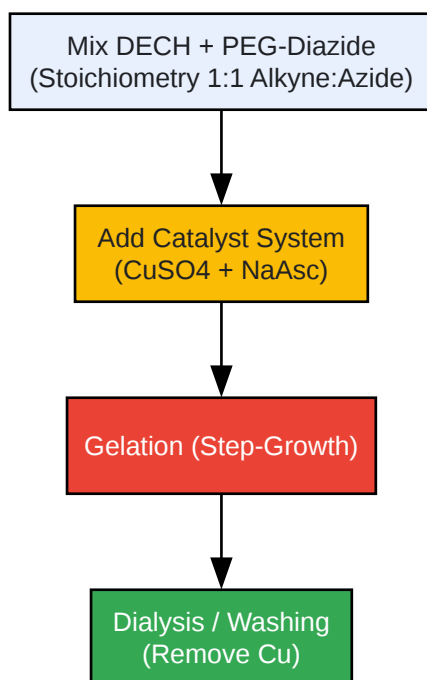 Mix DECH + PEG-Diazide
(Stoichiometry 1:1 Alkyne:Azide)
Add Catalyst System
(CuSO4 + NaAsc)
Gelation (Step-Growth)
Dialysis / Washing
(Remove Cu)